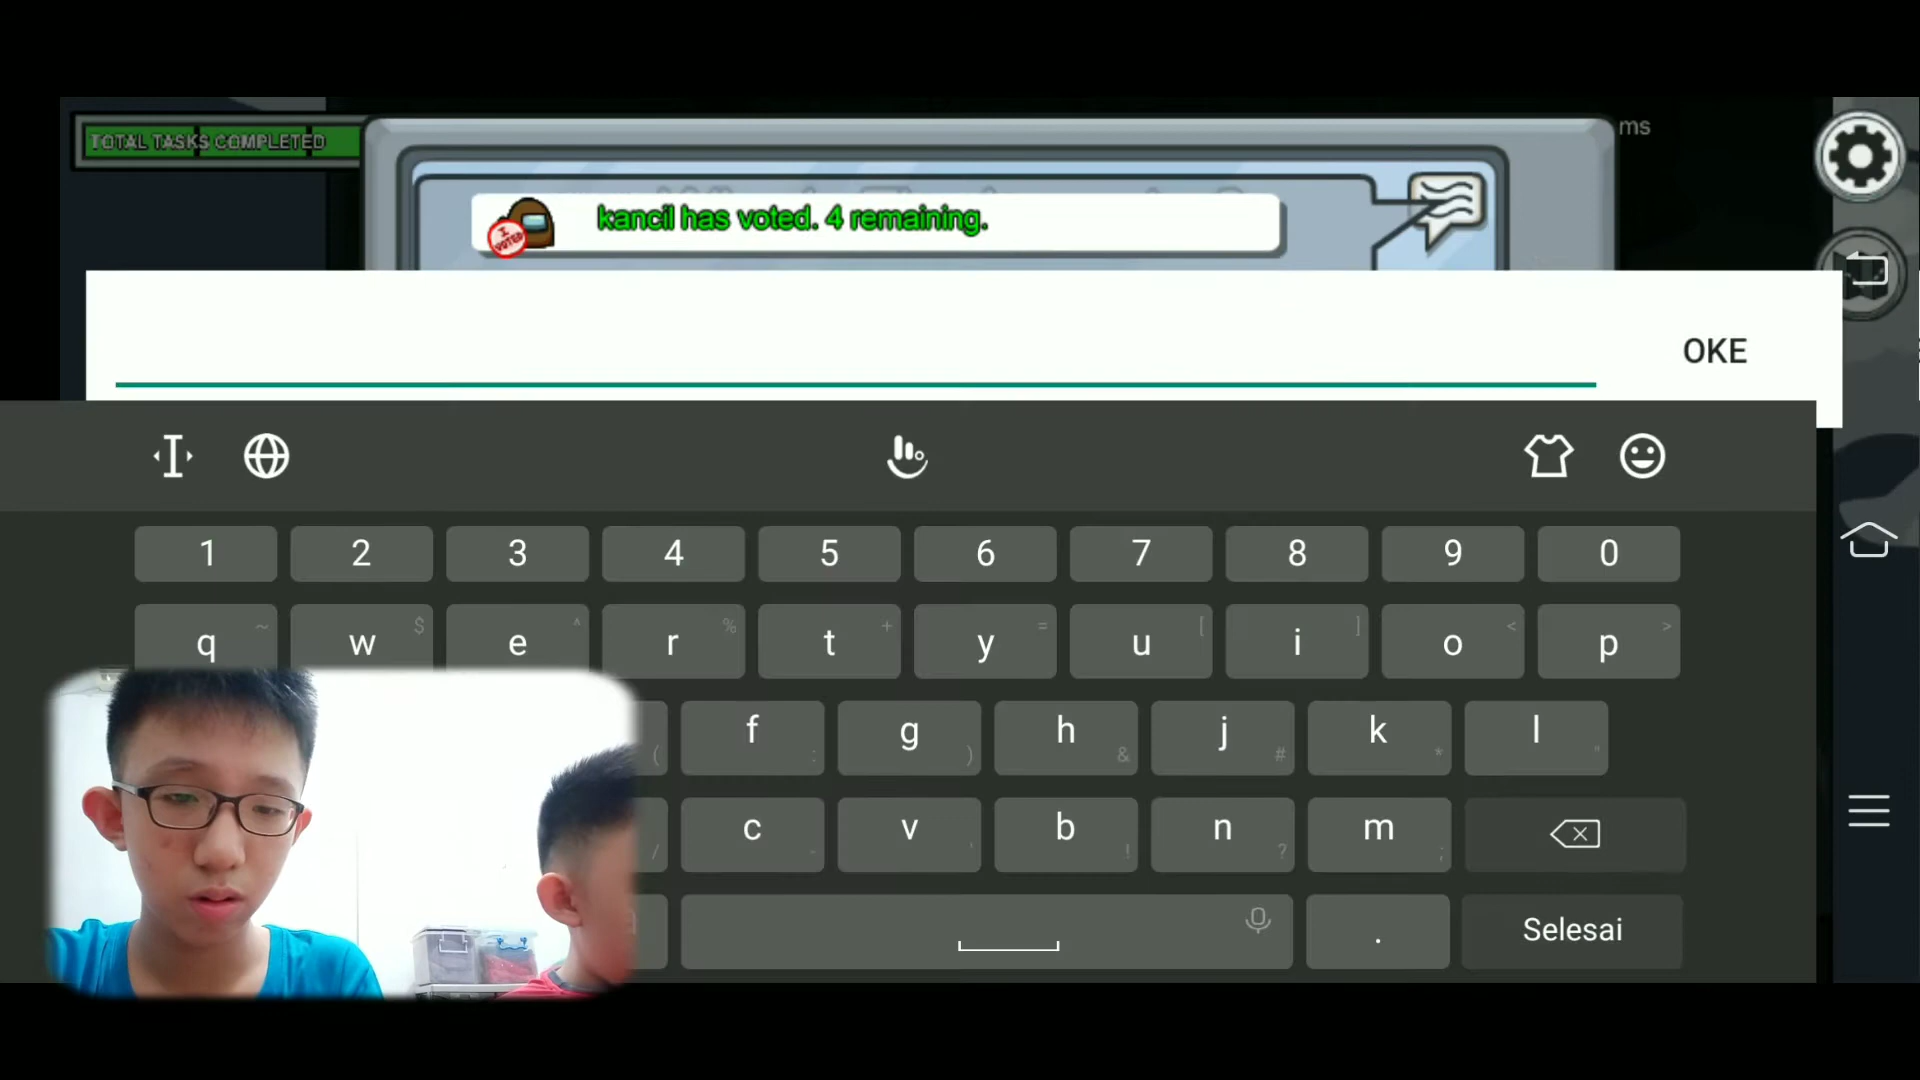 TOTAL TASKS COMPLETED
ms
I VOTED
kancil has voted. 4 remaining.
OKE
1 2 3 4 5 6 7 8 9 0
~ $ ^ % + = [ ] < >
q w e r t y u i o p
f g h j k l
( : ) & # * "
c v b n m
/ - ' ! ? ;
. Selesai